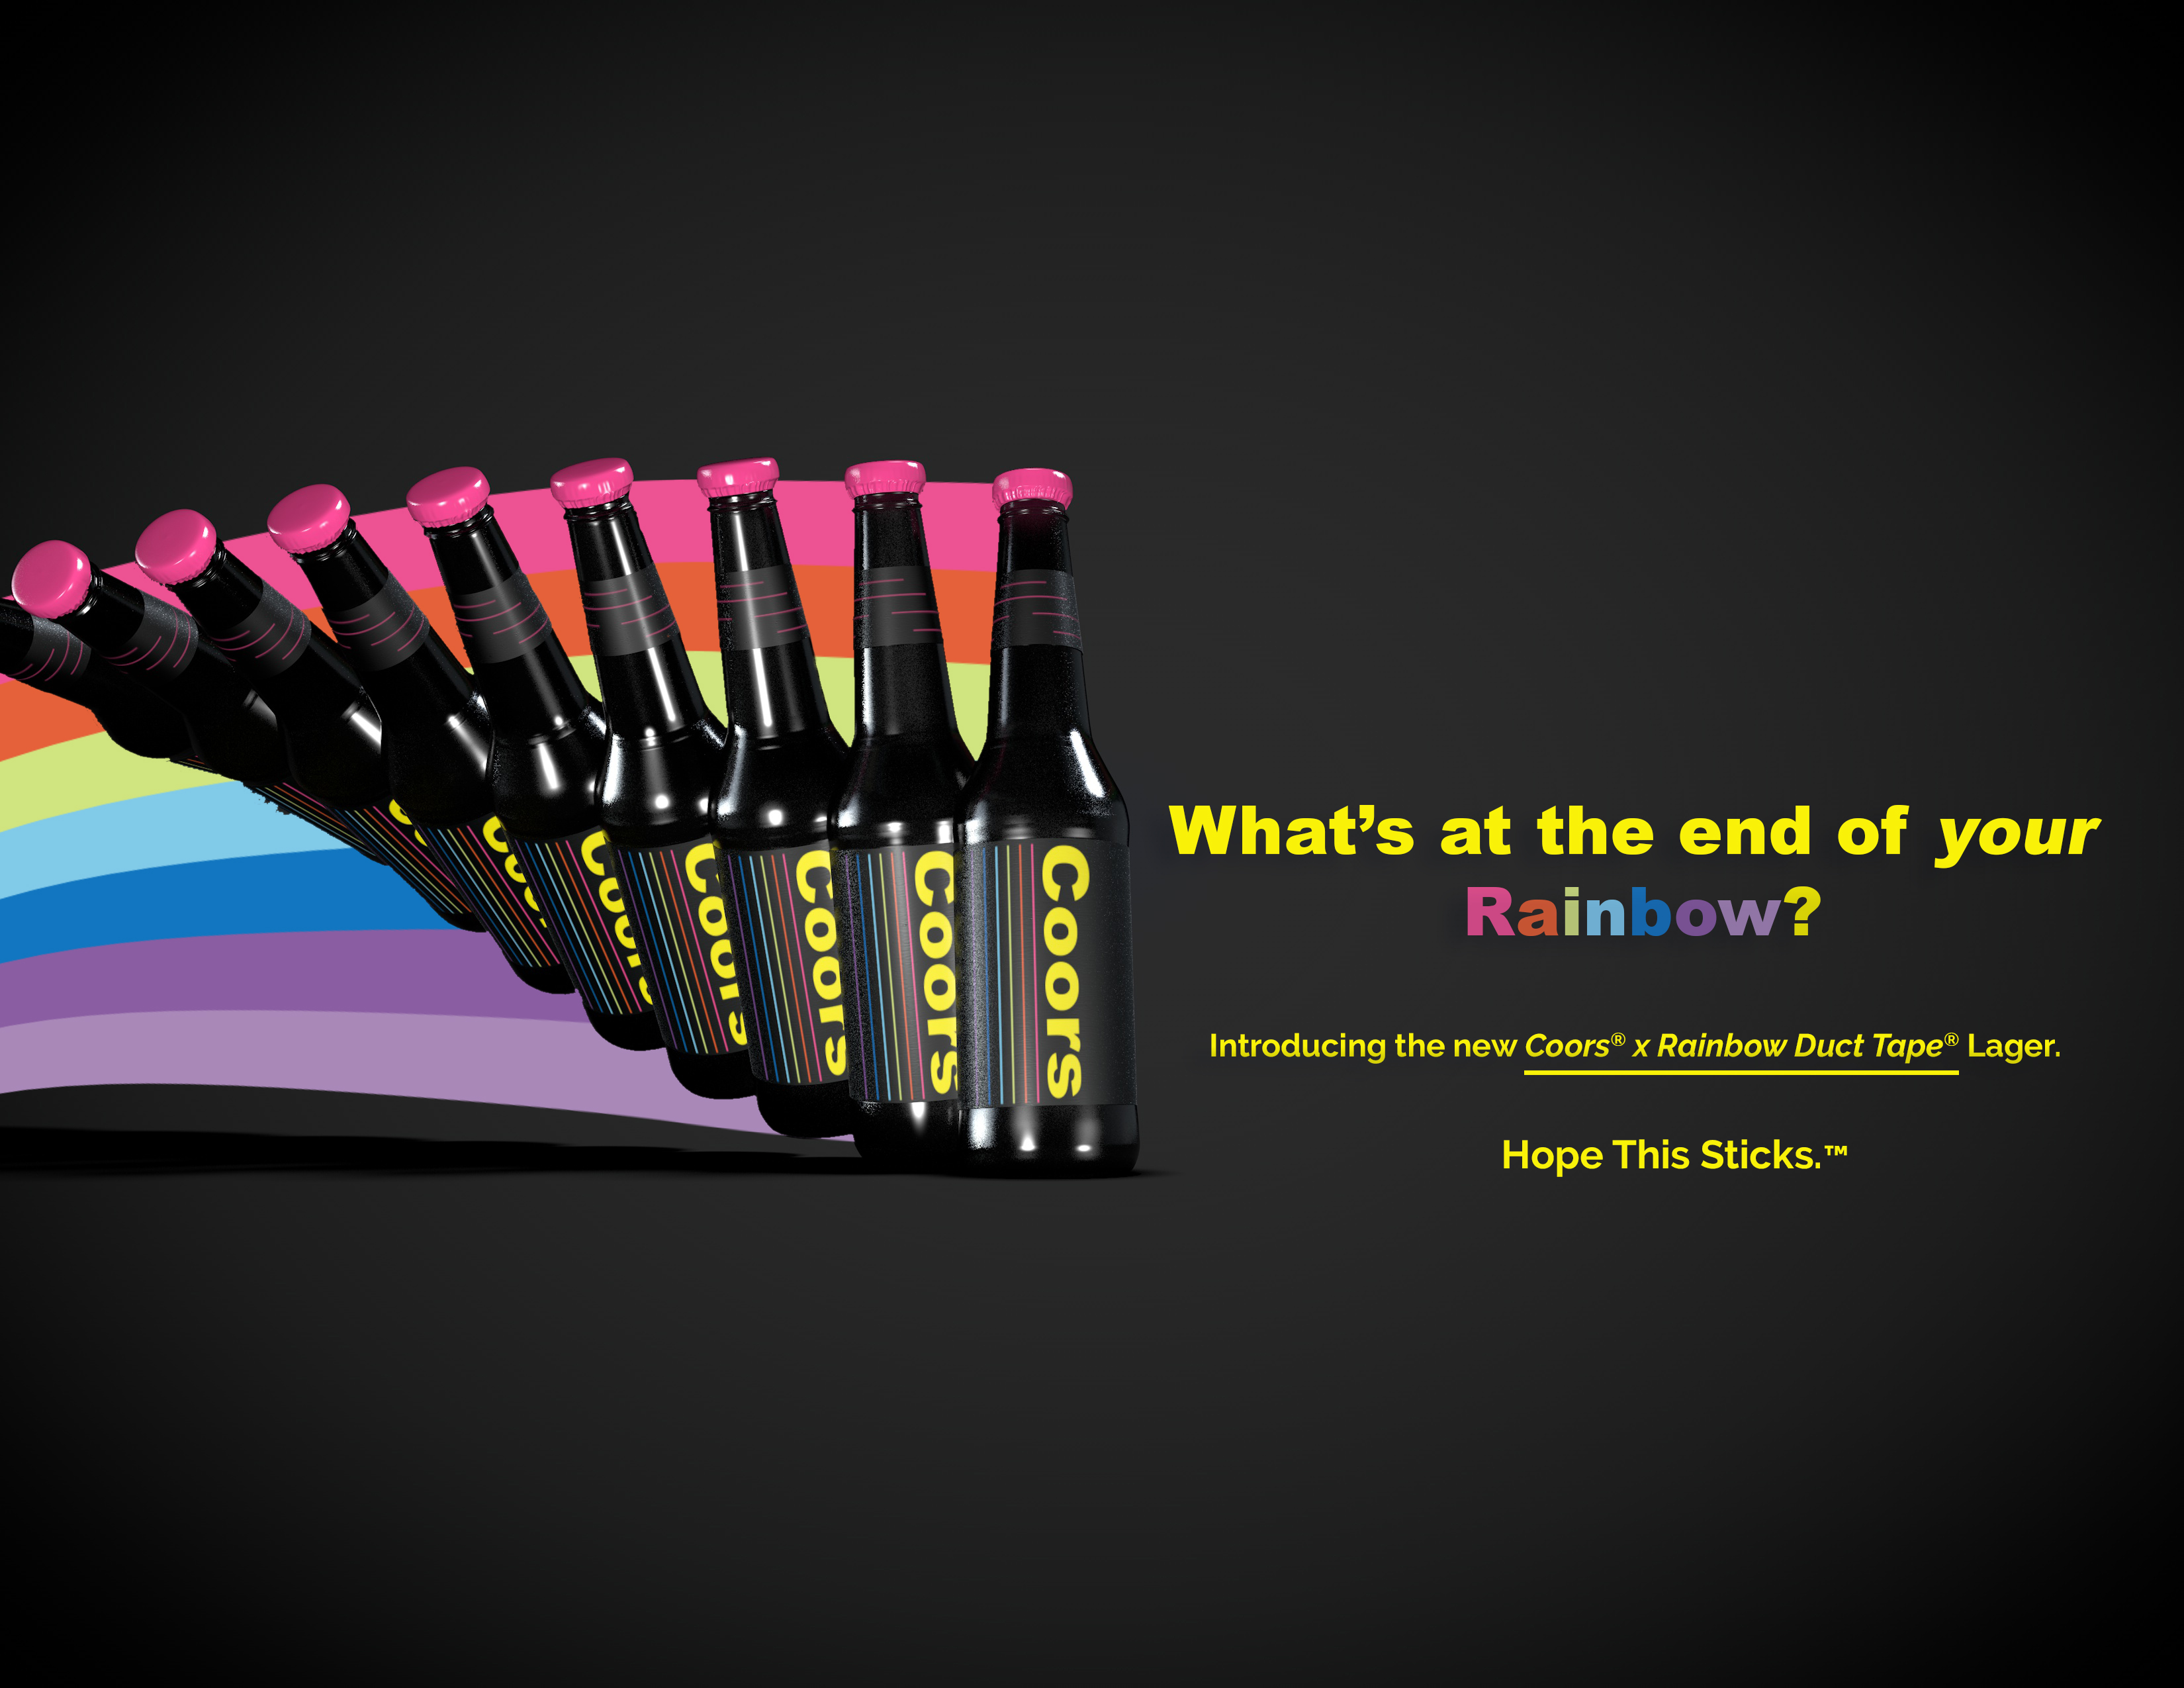 Coors
Coors
Coors
Coors
Coors
What’s at the end of your
Rainbow?
Introducing the new Coors® x Rainbow Duct Tape® Lager.
Hope This Sticks.™